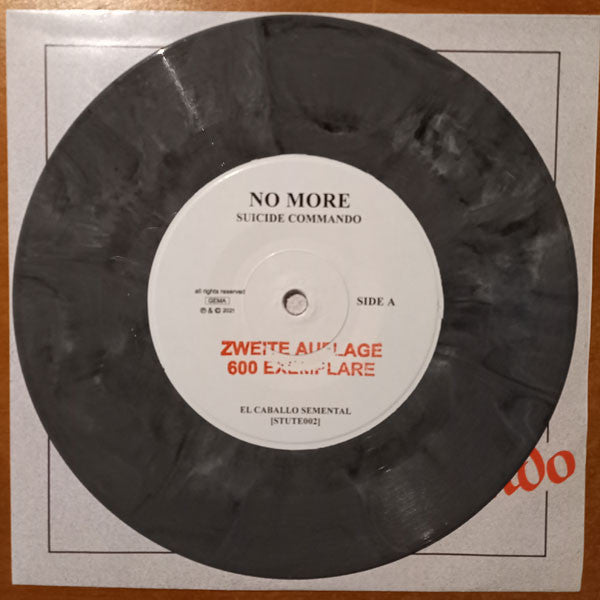 NO MORE
SUICIDE COMMANDO
all rights reserved
GEMA
℗ & © 2021
SIDE A
ZWEITE AUFLAGE
600 EXEMPLARE
EL CABALLO SEMENTAL
[STUTE002]